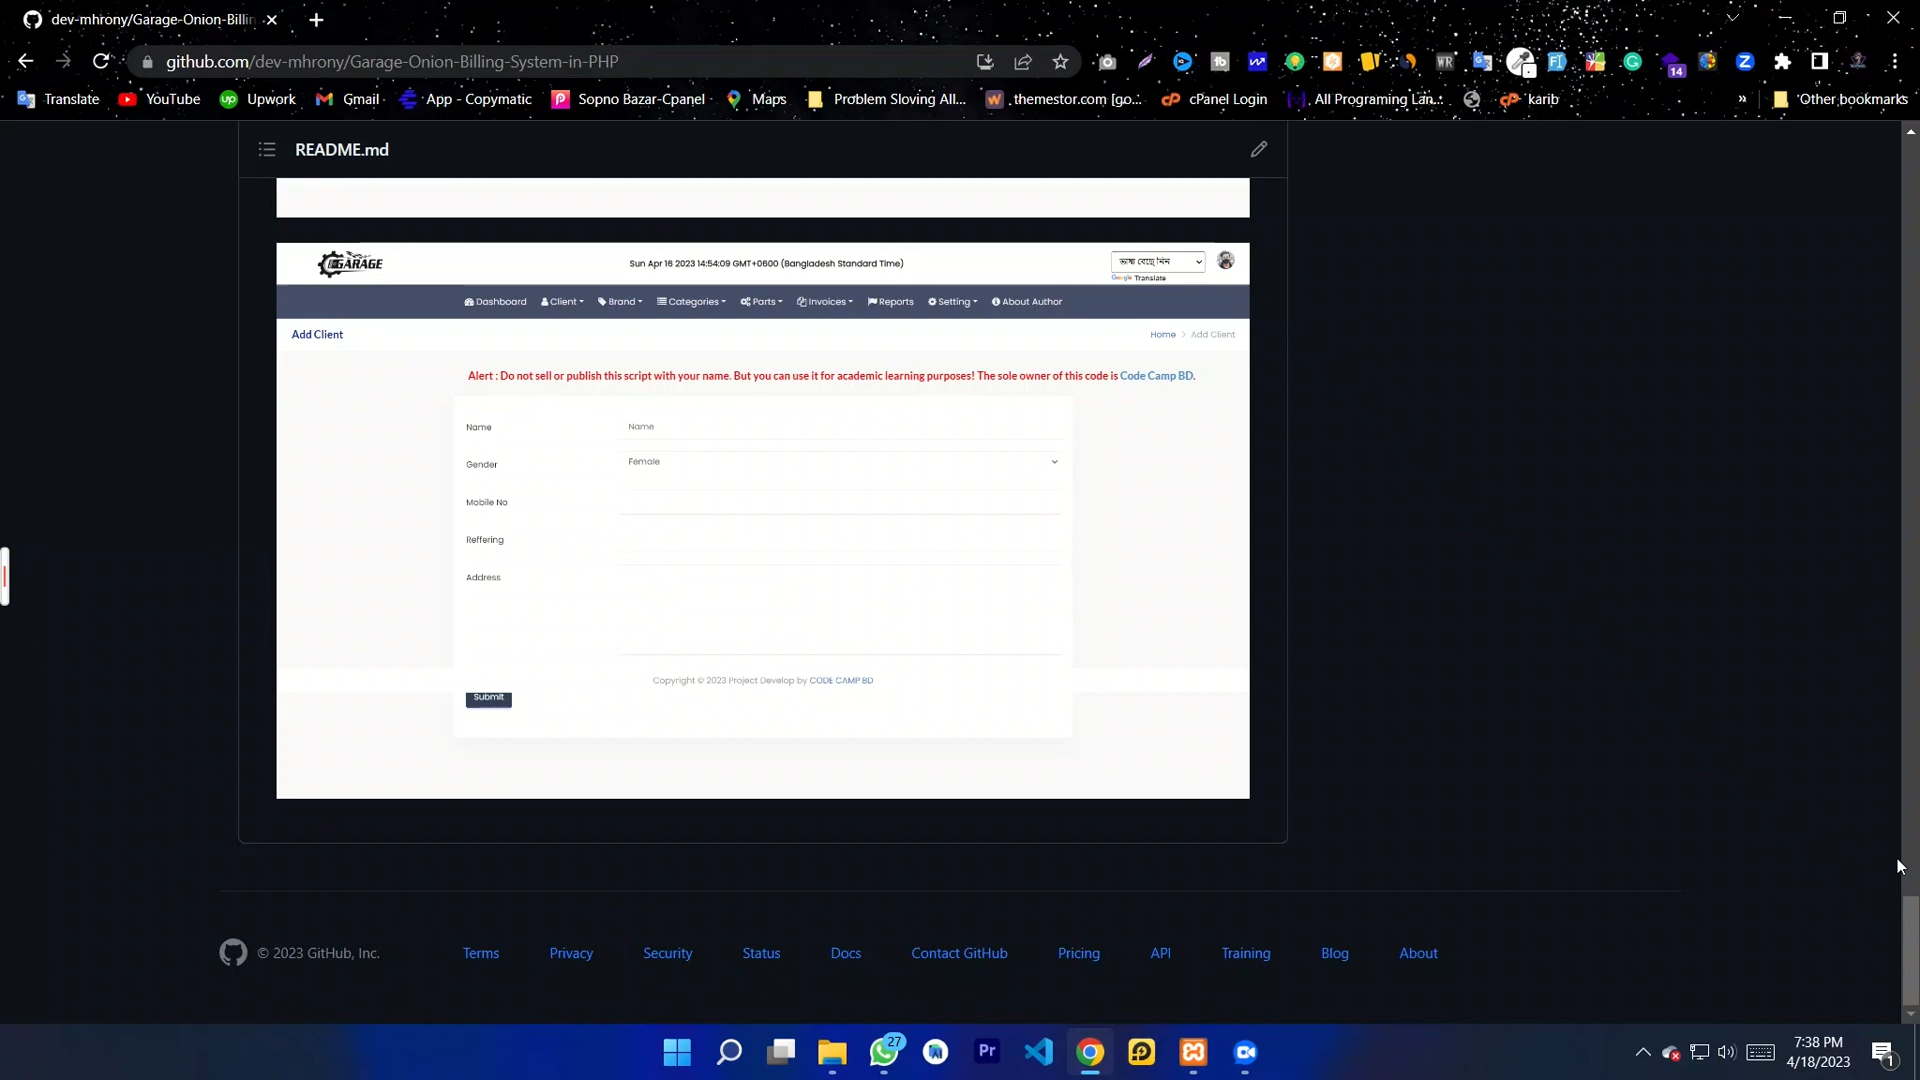 dev-mhrony/Garage-Onion-Billin
github.com/dev-mhrony/Garage-Onion-Billing-System-in-PHP
14
Translate
YouTube
Upwork
Gmail
App - Copymatic
Sopno Bazar-Cpanel
Maps
Problem Sloving All...
themestor.com [go...
cPanel Login
All Programing Lan...
karib
»
Other bookmarks
README.md
GARAGE
Sun Apr 16 2023 14:54:09 GMT+0600 (Bangladesh Standard Time)
ভাষা বেছে নিন
Google Translate
Dashboard
Client
Brand
Categories
Parts
Invoices
Reports
Setting
About Author
Add Client
Home > Add Client
Alert : Do not sell or publish this script with your name. But you can use it for academic learning purposes! The sole owner of this code is Code Camp BD.
Name
Name
Gender
Female
Mobile No
Reffering
Address
Copyright © 2023 Project Develop by CODE CAMP BD
Submit
© 2023 GitHub, Inc.
Terms
Privacy
Security
Status
Docs
Contact GitHub
Pricing
API
Training
Blog
About
27
Pr
7:38 PM
4/18/2023
1